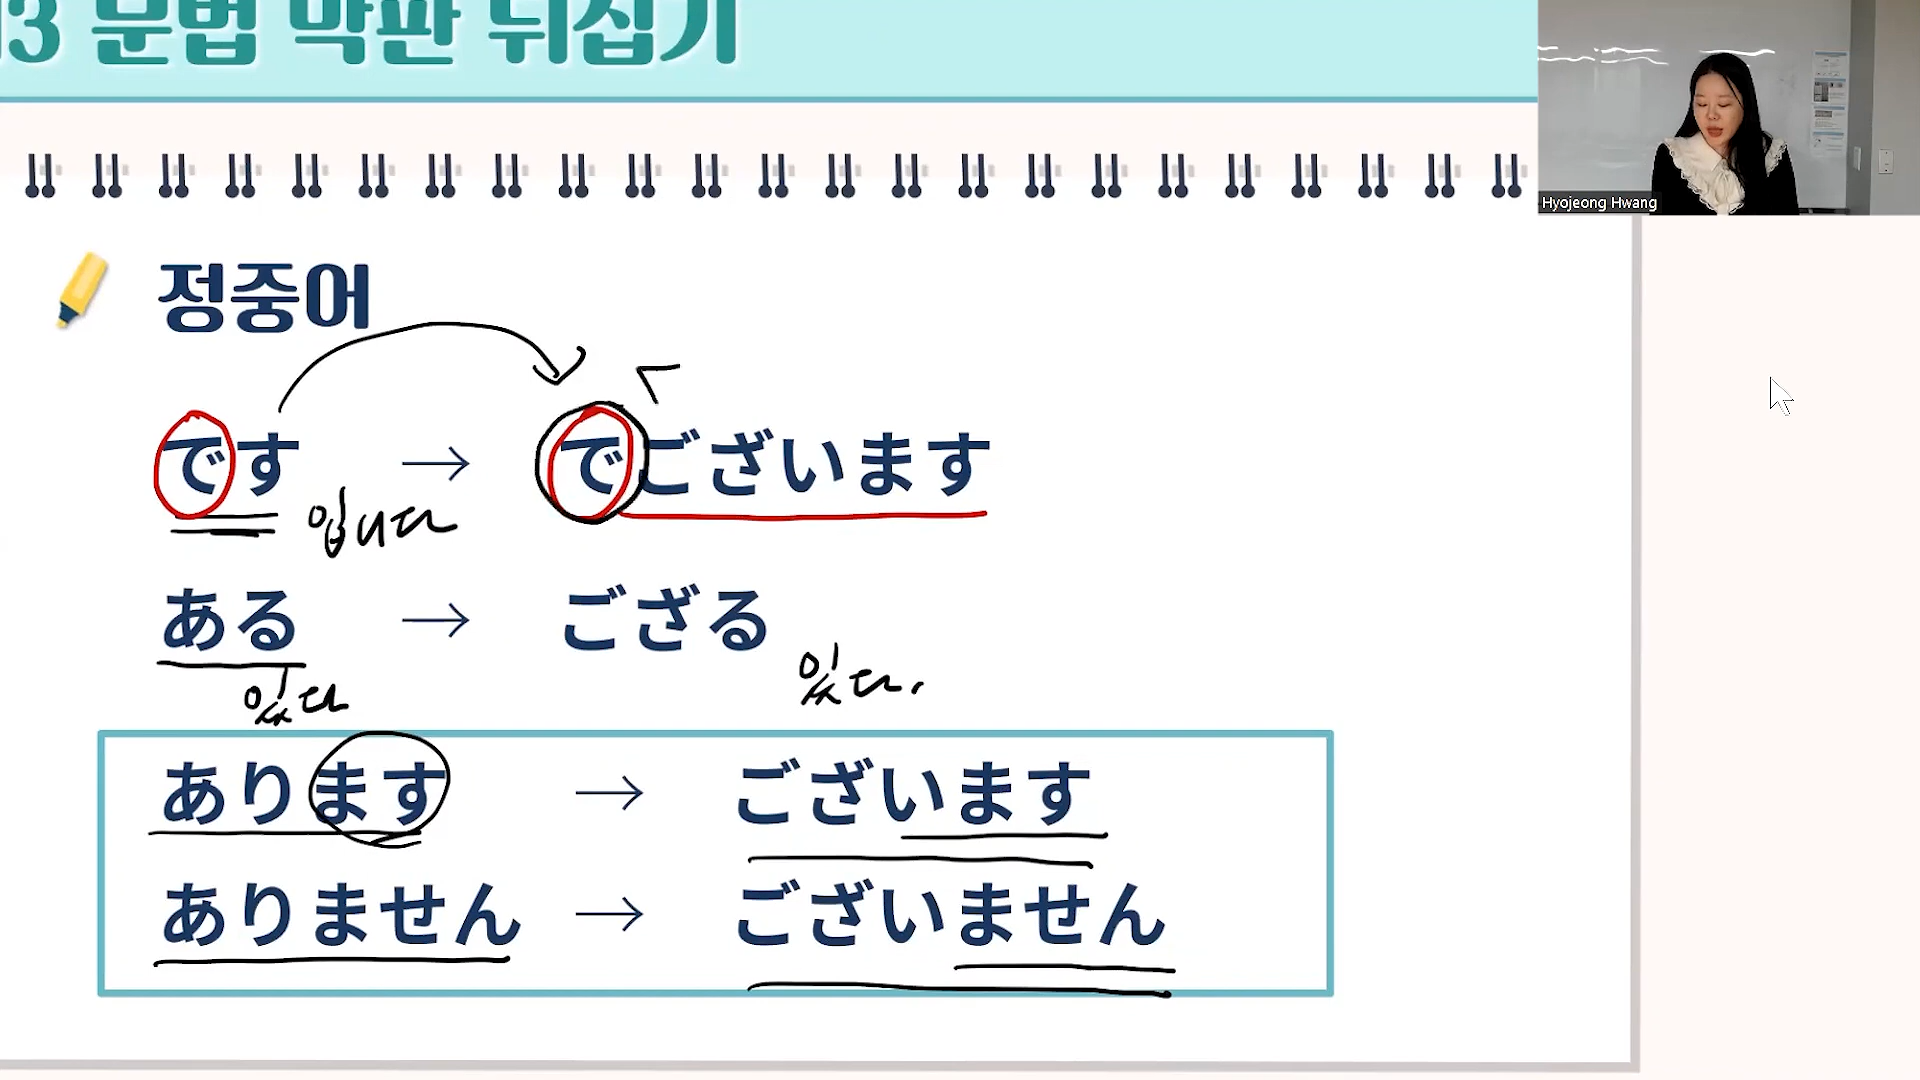 3 문법 막판 뒤집기
Hyojeong Hwang
정중어
です → でございます
입니다
ある → ござる
있다
있다.
あります → ございます
ありません → ございません